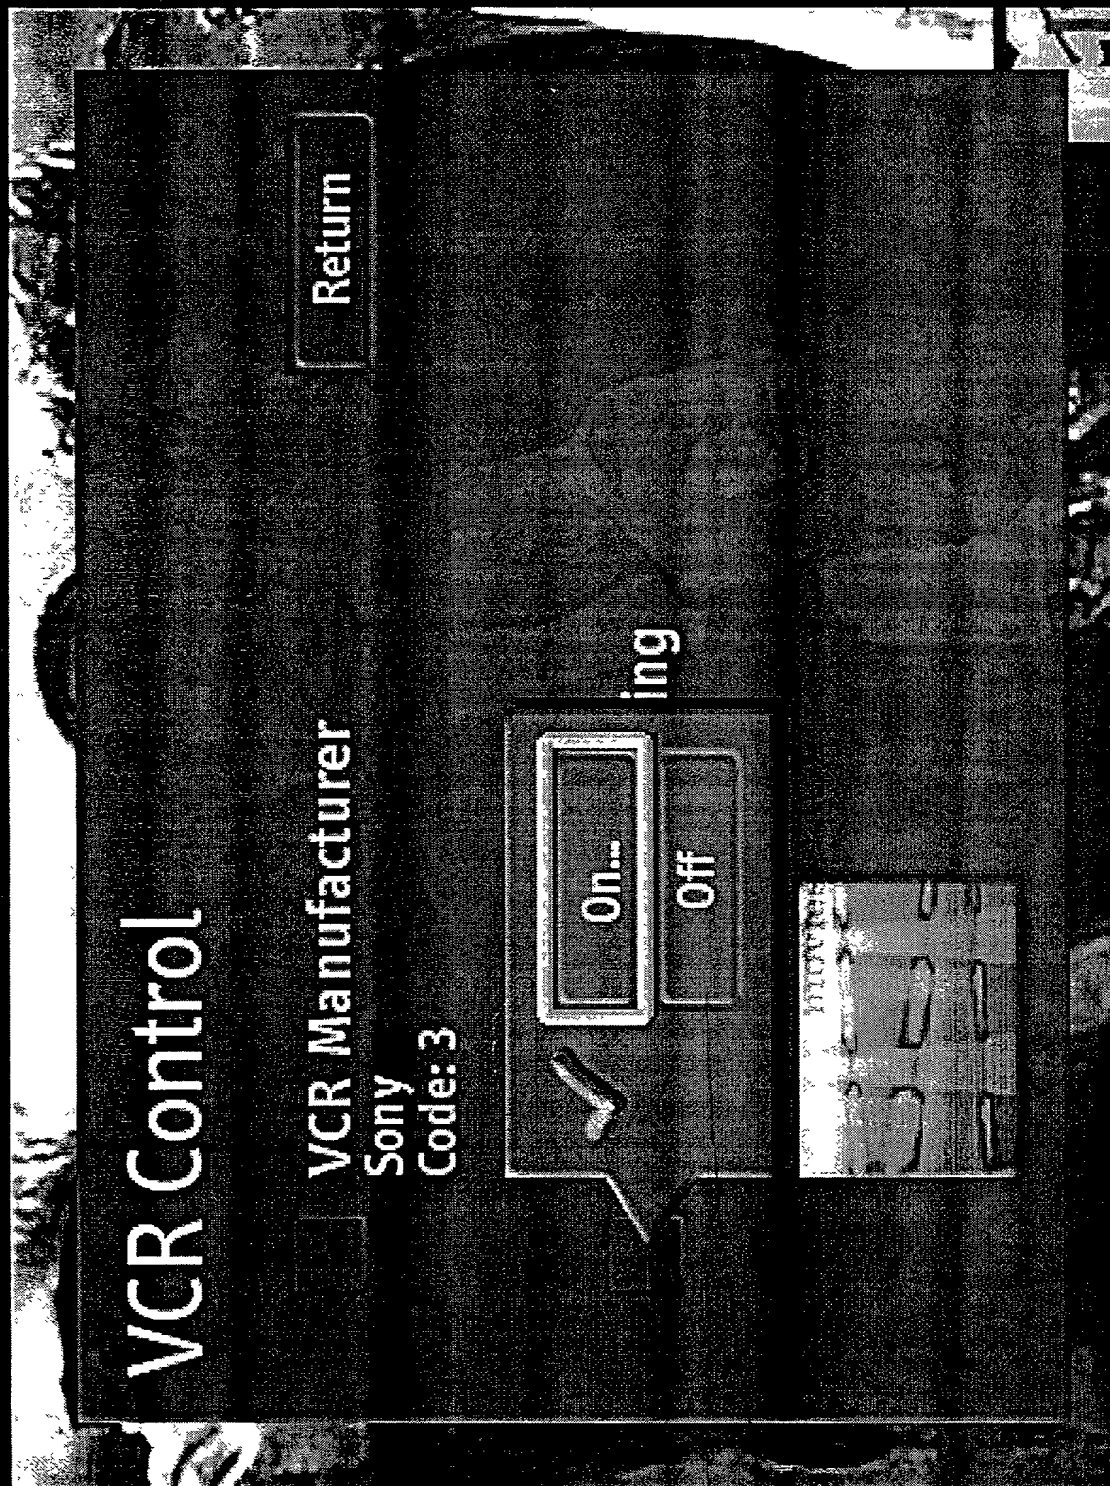 VCR Control
VCR Manufacturer
Return
Sony
Code: 3
On...
Off
ing